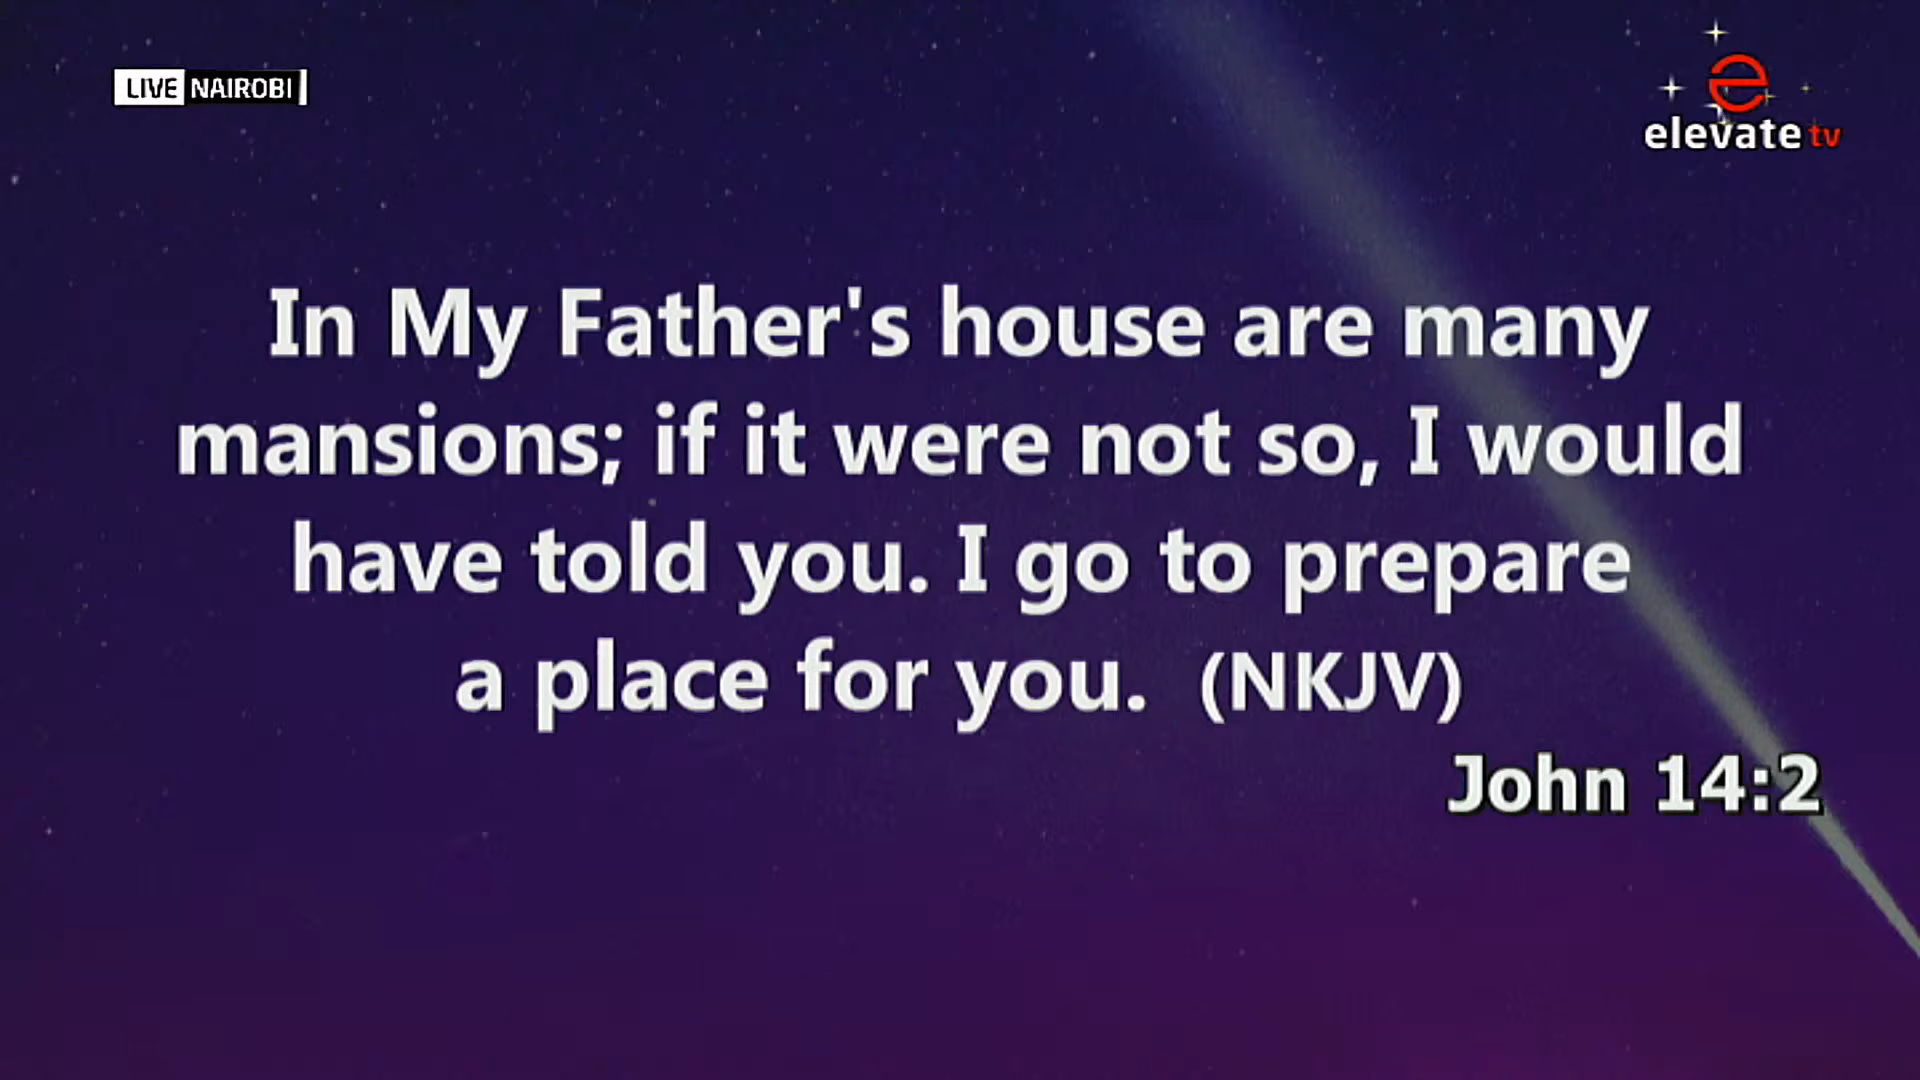 LIVE NAIROBI
e
elevate tv
In My Father's house are many
mansions; if it were not so, I would
have told you. I go to prepare
a place for you.  (NKJV)
John 14:2